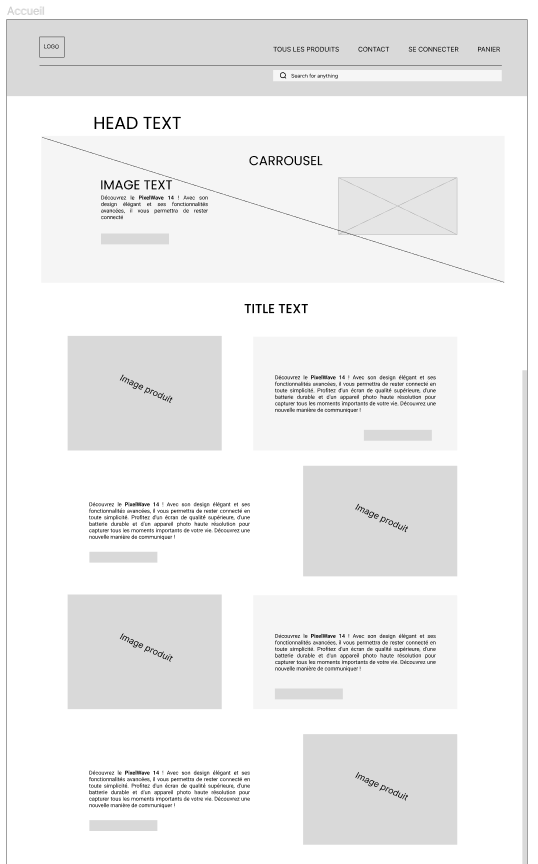 Accueil
LOGO
TOUS LES PRODUITS CONTACT SE CONNECTER PANIER
Search for anything
HEAD TEXT
CARROUSEL
IMAGE TEXT
Découvrez le PixelWave 14 ! Avec son
design élégant et ses fonctionnalités
avancées, il vous permettra de rester
connecté
TITLE TEXT
Image produit
Découvrez le PixelWave 14 ! Avec son design élégant et ses
fonctionnalités avancées, il vous permettra de rester connecté en
toute simplicité. Profitez d'un écran de qualité supérieure, d'une
batterie durable et d'un appareil photo haute résolution pour
capturer tous les moments importants de votre vie. Découvrez une
nouvelle manière de communiquer !
Découvrez le PixelWave 14 ! Avec son design élégant et ses
fonctionnalités avancées, il vous permettra de rester connecté en
toute simplicité. Profitez d'un écran de qualité supérieure, d'une
batterie durable et d'un appareil photo haute résolution pour
capturer tous les moments importants de votre vie. Découvrez une
nouvelle manière de communiquer !
Image produit
Image produit
Découvrez le PixelWave 14 ! Avec son design élégant et ses
fonctionnalités avancées, il vous permettra de rester connecté en
toute simplicité. Profitez d'un écran de qualité supérieure, d'une
batterie durable et d'un appareil photo haute résolution pour
capturer tous les moments importants de votre vie. Découvrez une
nouvelle manière de communiquer !
Découvrez le PixelWave 14 ! Avec son design élégant et ses
fonctionnalités avancées, il vous permettra de rester connecté en
toute simplicité. Profitez d'un écran de qualité supérieure, d'une
batterie durable et d'un appareil photo haute résolution pour
capturer tous les moments importants de votre vie. Découvrez une
nouvelle manière de communiquer !
Image produit